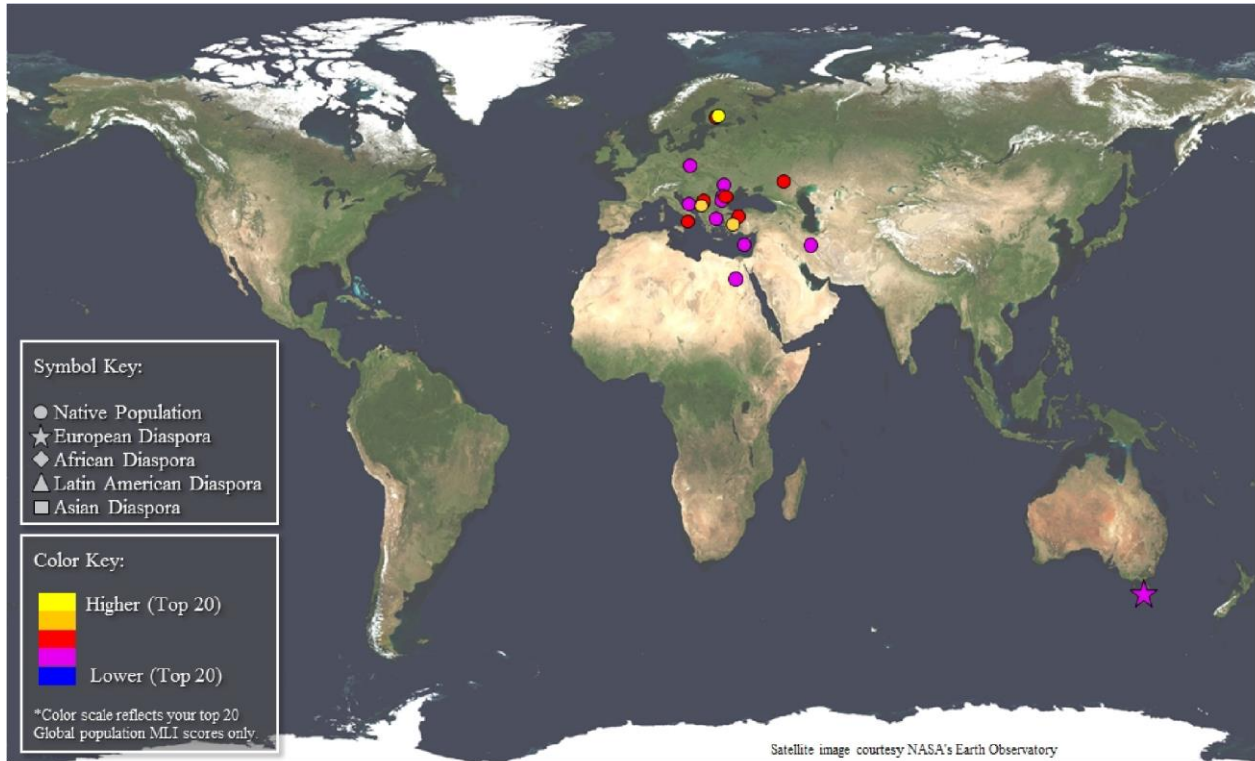 Symbol Key:
Native Population
European Diaspora
African Diaspora
Latin American Diaspora
Asian Diaspora
Color Key:
Higher (Top 20)
Lower (Top 20)
*Color scale reflects your top 20
Global population MLI scores only.
Satellite image courtesy NASA's Earth Observatory